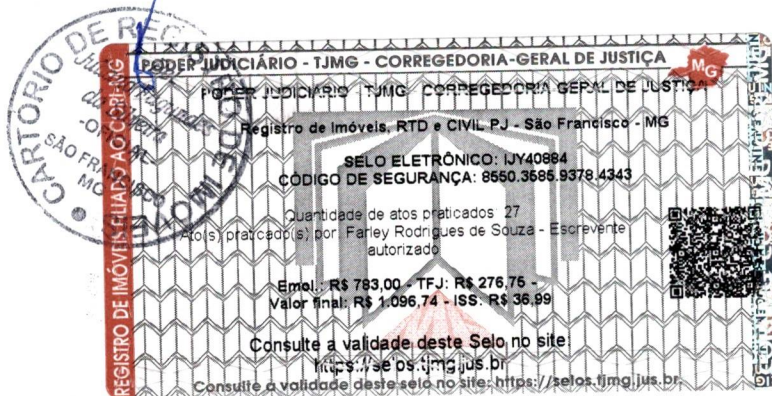 PODER JUDICIÁRIO - TJMG - CORREGEDORIA-GERAL DE JUSTIÇA
MG
PODER JUDICIÁRIO - TJMG - CORREGEDORIA GERAL DE JUSTIÇA
Registro de Imóveis, RTD e CIVIL PJ - São Francisco - MG
SELO ELETRÔNICO: IJY40884
CÓDIGO DE SEGURANÇA: 8550.3585.9378.4343
Quantidade de atos praticados: 27
Ato(s) praticado(s) por: Farley Rodrigues de Souza - Escrevente
autorizado
Emol.: R$ 783,00 - TFJ: R$ 276,75 -
Valor final: R$ 1.096,74 - ISS: R$ 36,99
Consulte a validade deste Selo no site:
https://selos.tjmg.jus.br
Consulte a validade deste selo no site: https://selos.tjmg.jus.br
REGISTRO DE IMÓVEIS FILIADO AO CORI-MG
CARTÓRIO DE REGISTRO DE IMÓVEIS
SÃO FRANCISCO
MG